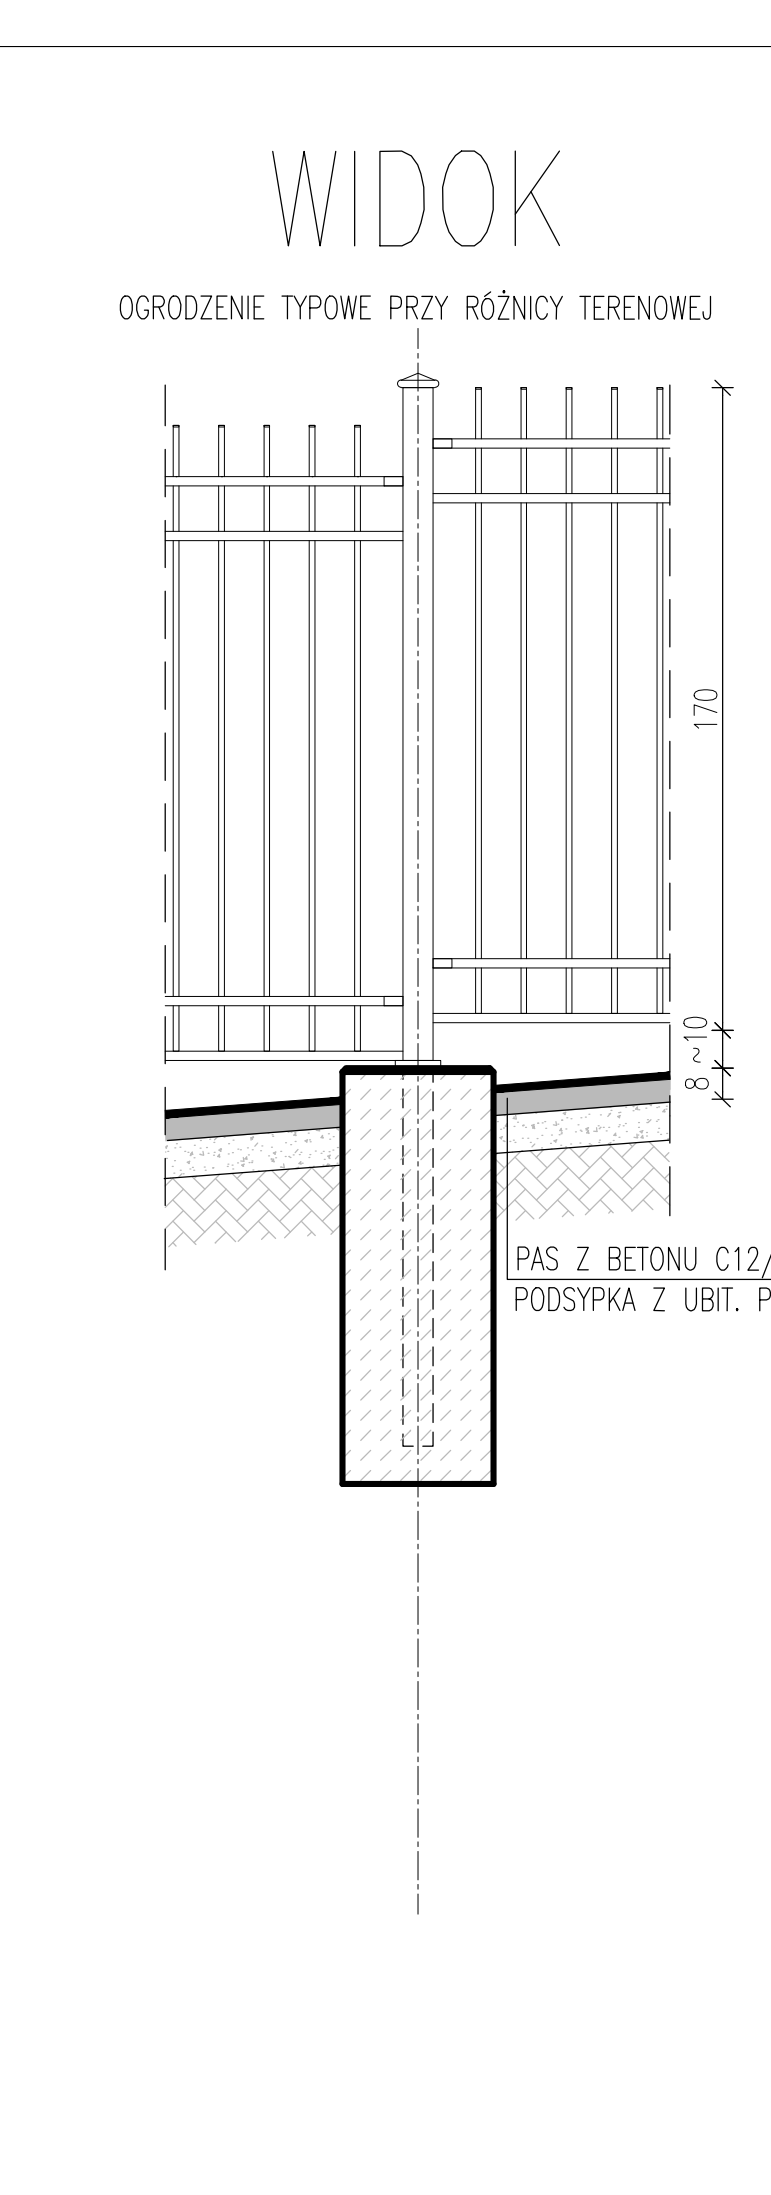 WIDOK
OGRODZENIE TYPOWE PRZY RÓŻNICY TERENOWEJ
170
~10
8
PAS Z BETONU C12/
PODSYPKA Z UBIT. P